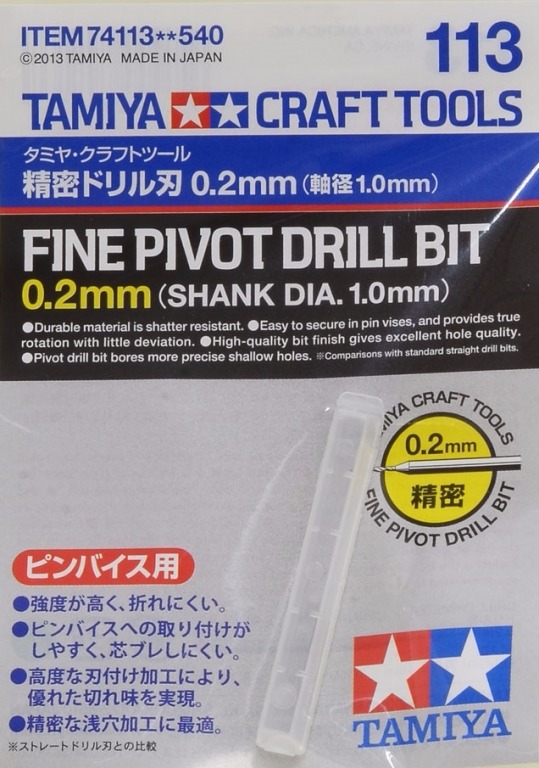 ITEM 74113**540
113
©2013 TAMIYA MADE IN JAPAN
TAMIYA CRAFT TOOLS
タミヤ・クラフトツール
精密ドリル刃 0.2mm (軸径1.0mm)
FINE PIVOT DRILL BIT
0.2mm (SHANK DIA. 1.0mm)
●Durable material is shatter resistant. ●Easy to secure in pin vises, and provides true
rotation with little deviation. ●High-quality bit finish gives excellent hole quality.
●Pivot drill bit bores more precise shallow holes. ※Comparisons with standard straight drill bits.
CRAFT TOOLS
0.2mm
精密
FINE PIVOT DRILL BIT
ピンバイス用
●強度が高く、折れにくい。
●ピンバイスへの取り付けが
しやすく、芯ブレしにくい。
●高度な刃付け加工により、
優れた切れ味を実現。
●精密な浅穴加工に最適。
※ストレートドリル刃との比較
TAMIYA